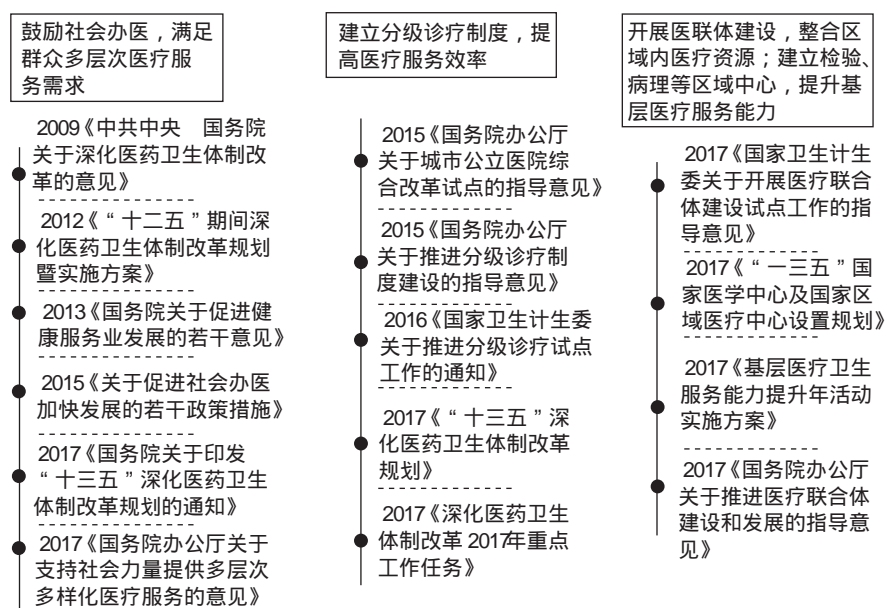 鼓励社会办医，满足
群众多层次医疗服
务需求
2009《中共中央　国务院
关于深化医药卫生体制改
革的意见》
2012《“十二五”期间深
化医药卫生体制改革规划
暨实施方案》
2013《国务院关于促进健
康服务业发展的若干意见》
2015《关于促进社会办医
加快发展的若干政策措施》
2017《国务院关于印发
“十三五”深化医药卫生
体制改革规划的通知》
2017《国务院办公厅关于
支持社会力量提供多层次
多样化医疗服务的意见》
建立分级诊疗制度，提
高医疗服务效率
2015《国务院办公厅
关于城市公立医院综
合改革试点的指导意见》
2015《国务院办公厅
关于推进分级诊疗制
度建设的指导意见》
2016《国家卫生计生委
关于推进分级诊疗试点
工作的通知》
2017《“十三五”深
化医药卫生体制改革
规划》
2017《深化医药卫生
体制改革2017年重点
工作任务》
开展医联体建设，整合区
域内医疗资源；建立检验、
病理等区域中心，提升基
层医疗服务能力
2017《国家卫生计生
委关于开展医疗联合
体建设试点工作的指
导意见》
2017《“一三五”国
家医学中心及国家区
域医疗中心设置规划》
2017《基层医疗卫生
服务能力提升年活动
实施方案》
2017《国务院办公厅
关于推进医疗联合体
建设和发展的指导意
见》